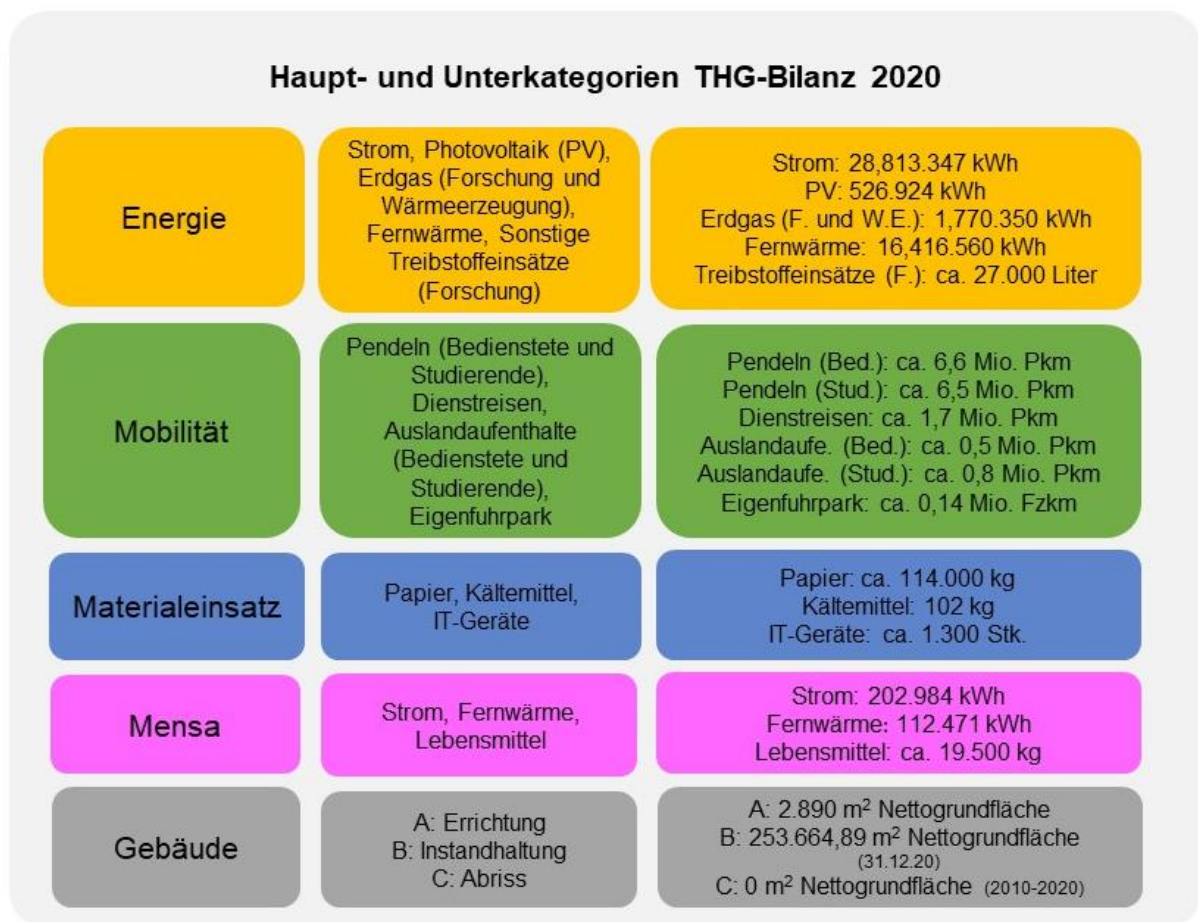 Haupt- und Unterkategorien THG-Bilanz 2020
Energie
Strom, Photovoltaik (PV),
Erdgas (Forschung und
Wärmeerzeugung),
Fernwärme, Sonstige
Treibstoffeinsätze
(Forschung)
Strom: 28,813.347 kWh
PV: 526.924 kWh
Erdgas (F. und W.E.): 1,770.350 kWh
Fernwärme: 16,416.560 kWh
Treibstoffeinsätze (F.): ca. 27.000 Liter
Mobilität
Pendeln (Bedienstete und
Studierende),
Dienstreisen,
Auslandaufenthalte
(Bedienstete und
Studierende),
Eigenfuhrpark
Pendeln (Bed.): ca. 6,6 Mio. Pkm
Pendeln (Stud.): ca. 6,5 Mio. Pkm
Dienstreisen: ca. 1,7 Mio. Pkm
Auslandaufe. (Bed.): ca. 0,5 Mio. Pkm
Auslandaufe. (Stud.): ca. 0,8 Mio. Pkm
Eigenfuhrpark: ca. 0,14 Mio. Fzkm
Materialeinsatz
Papier, Kältemittel,
IT-Geräte
Papier: ca. 114.000 kg
Kältemittel: 102 kg
IT-Geräte: ca. 1.300 Stk.
Mensa
Strom, Fernwärme,
Lebensmittel
Strom: 202.984 kWh
Fernwärme: 112.471 kWh
Lebensmittel: ca. 19.500 kg
Gebäude
A: Errichtung
B: Instandhaltung
C: Abriss
A: 2.890 m² Nettogrundfläche
B: 253.664,89 m² Nettogrundfläche
(31.12.20)
C: 0 m² Nettogrundfläche (2010-2020)